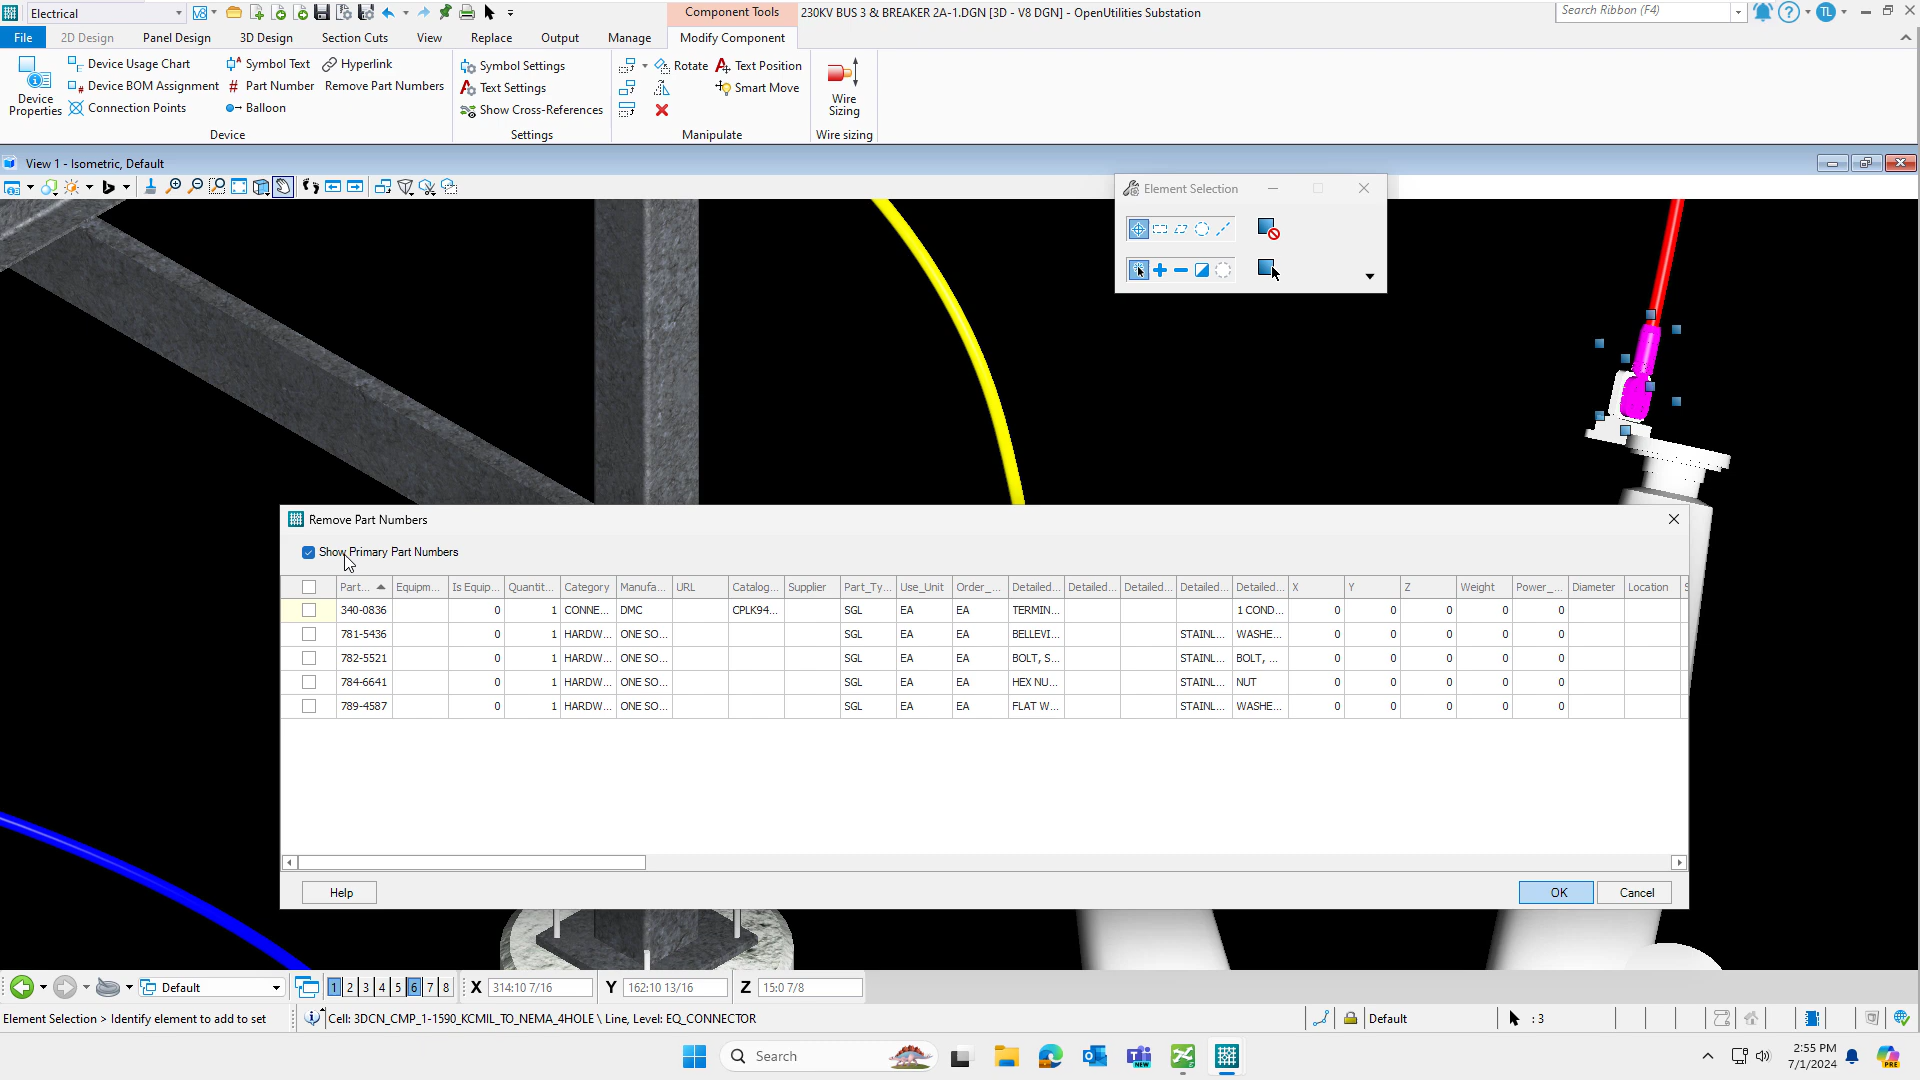 Electrical
Component Tools
230KV BUS 3 & BREAKER 2A-1.DGN [3D - V8 DGN] - OpenUtilities Substation
Search Ribbon (F4)
TL
File
2D Design
Panel Design
3D Design
Section Cuts
View
Replace
Output
Manage
Modify Component
Device Properties
Device Usage Chart
Device BOM Assignment
Connection Points
Symbol Text
Part Number
Balloon
Hyperlink
Remove Part Numbers
Device
Symbol Settings
Text Settings
Show Cross-References
Settings
Rotate
Text Position
Smart Move
Manipulate
Wire Sizing
Wire sizing
View 1 - Isometric, Default
Element Selection
Remove Part Numbers
Show Primary Part Numbers
Part... Equipm... Is Equip... Quantit... Category Manufa... URL Catalog... Supplier Part_Ty... Use_Unit Order_... Detailed... Detailed... Detailed... Detailed... Detailed... X Y Z Weight Power_... Diameter Location
340-0836 0 1 CONNE... DMC CPLK94... SGL EA EA TERMIN... 1 COND... 0 0 0 0 0
781-5436 0 1 HARDW... ONE SO... SGL EA EA BELLEVI... STAINL... WASHE... 0 0 0 0 0
782-5521 0 1 HARDW... ONE SO... SGL EA EA BOLT, S... STAINL... BOLT, ... 0 0 0 0 0
784-6641 0 1 HARDW... ONE SO... SGL EA EA HEX NU... STAINL... NUT 0 0 0 0 0
789-4587 0 1 HARDW... ONE SO... SGL EA EA FLAT W... STAINL... WASHE... 0 0 0 0 0
Help
OK
Cancel
Default 1 2 3 4 5 6 7 8 X 314:10 7/16 Y 162:10 13/16 Z 15:0 7/8
Element Selection > Identify element to add to set
Cell: 3DCN_CMP_1-1590_KCMIL_TO_NEMA_4HOLE \ Line, Level: EQ_CONNECTOR
Default
: 3
Search
NEW
2:55 PM
7/1/2024
PRE